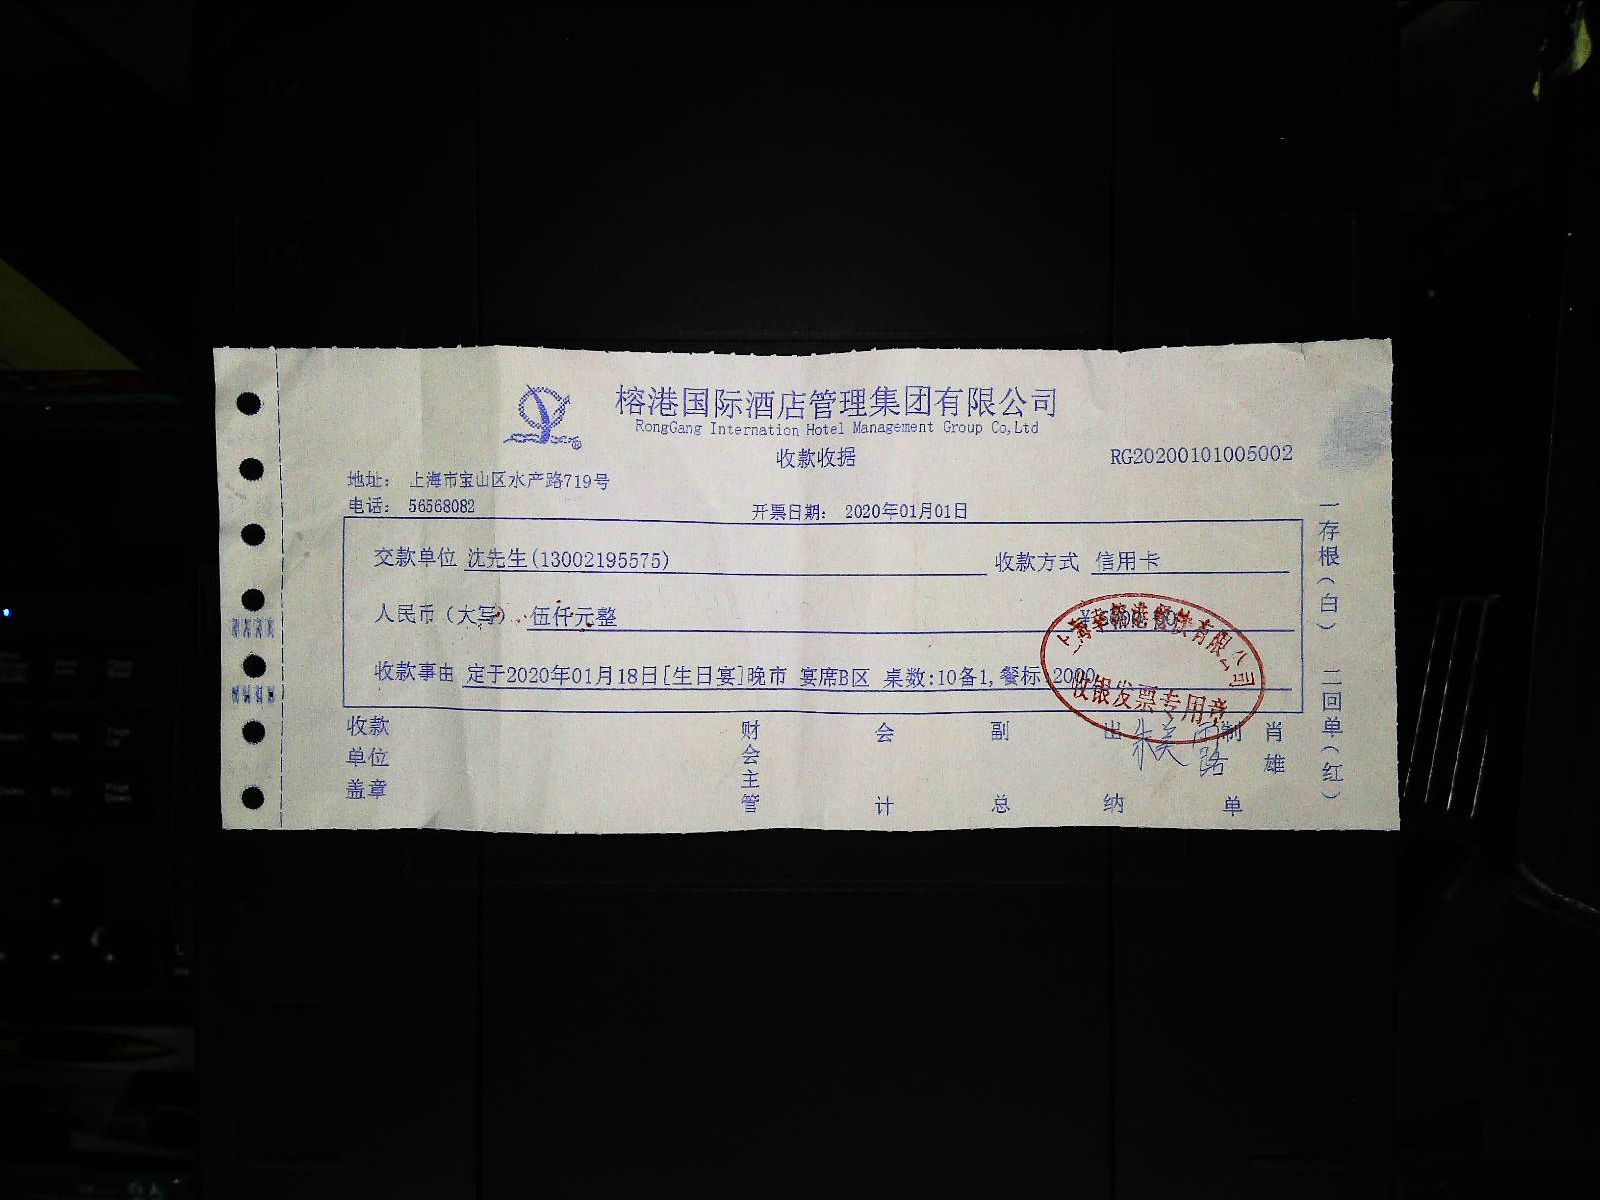 榕港国际酒店管理集团有限公司
RongGang Internation Hotel Management Group Co,Ltd
收款收据
RG20200101005002
地址: 上海市宝山区水产路719号
电话: 56568082
开票日期: 2020年01月01日
交款单位 沈先生(13002195575) 收款方式 信用卡
人民币(大写) 伍仟元整
收款事由 定于2020年01月18日[生日宴]晚市 宴席B区 桌数:10备1,餐标 2000
收银发票专用章
收款单位盖章
财会主管
会计
副总
出纳
制单
肖雄
一存根(白) 二回单(红)